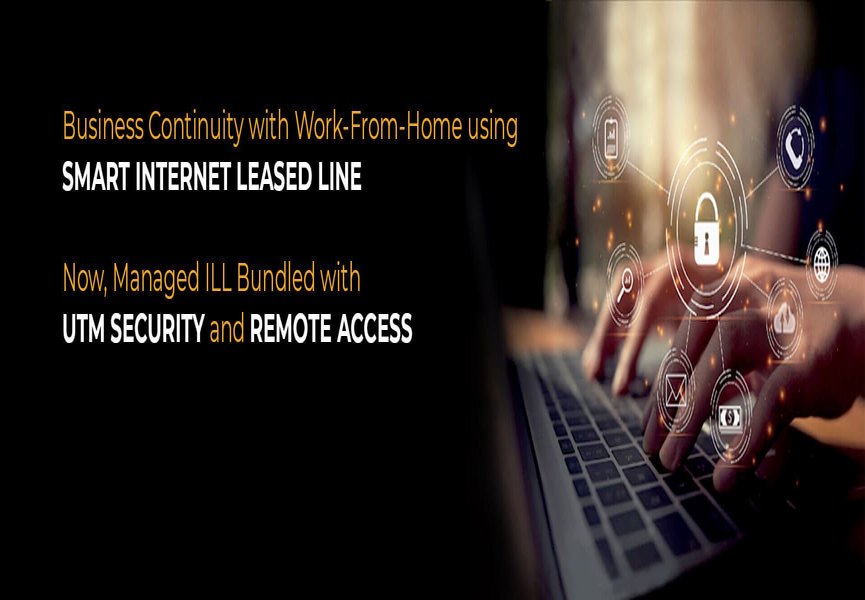 Business Continuity with Work-From-Home using
SMART INTERNET LEASED LINE
Now, Managed ILL Bundled with
UTM SECURITY and REMOTE ACCESS